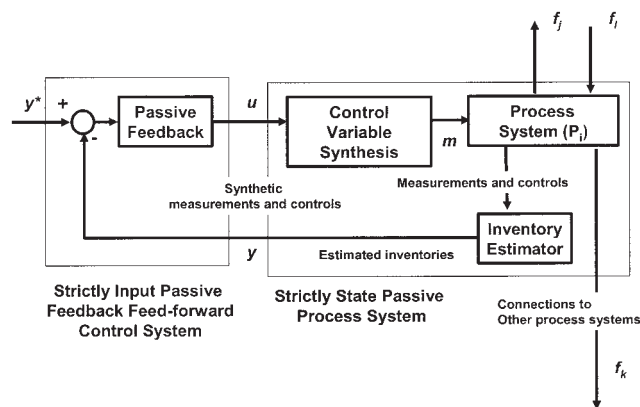 f_j
f_l
y*
+
-
Passive
Feedback
u
Control
Variable
Synthesis
m
Process
System (P_i)
Synthetic
measurements and controls
Measurements and controls
Inventory
Estimator
y
Estimated inventories
Strictly Input Passive
Feedback Feed-forward
Control System
Strictly State Passive
Process System
Connections to
Other process systems
f_k